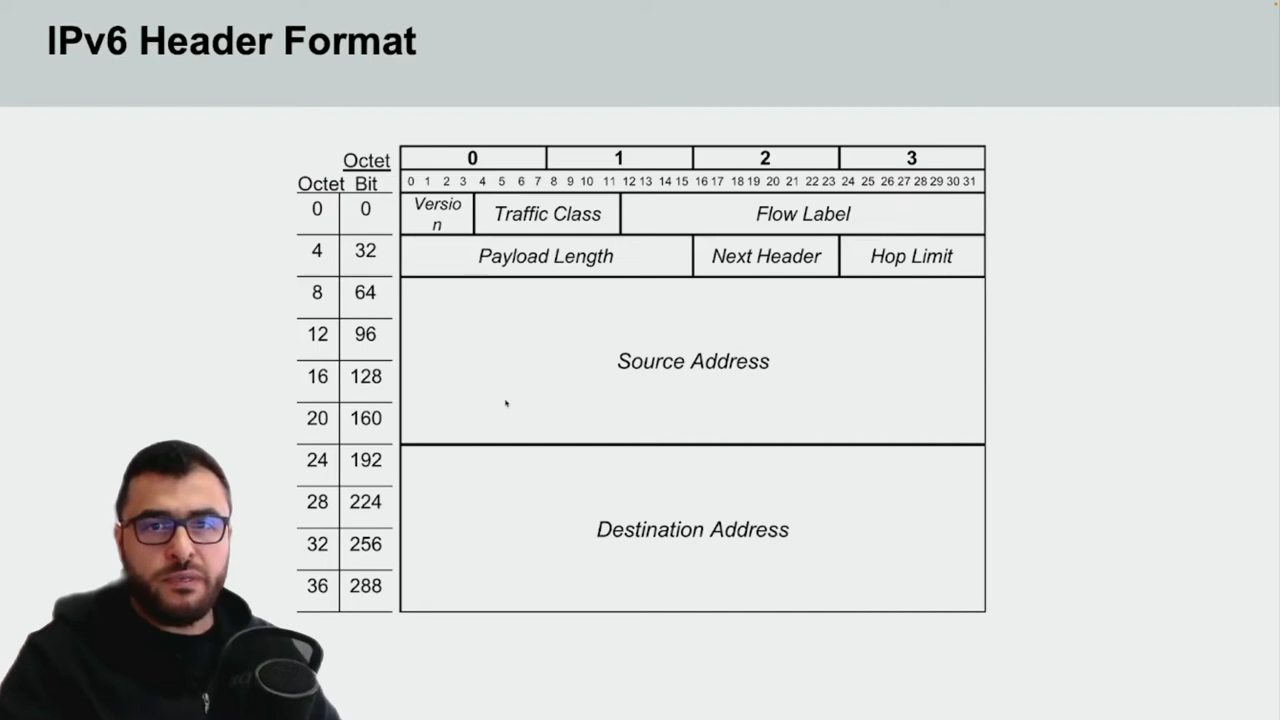 IPv6 Header Format
Octet 0 1 2 3
Octet Bit 0 1 2 3 4 5 6 7 8 9 10 11 12 13 14 15 16 17 18 19 20 21 22 23 24 25 26 27 28 29 30 31
0 0 Versio
n Traffic Class Flow Label
4 32 Payload Length Next Header Hop Limit
8 64
12 96
Source Address
16 128
20 160
24 192
28 224
Destination Address
32 256
36 288